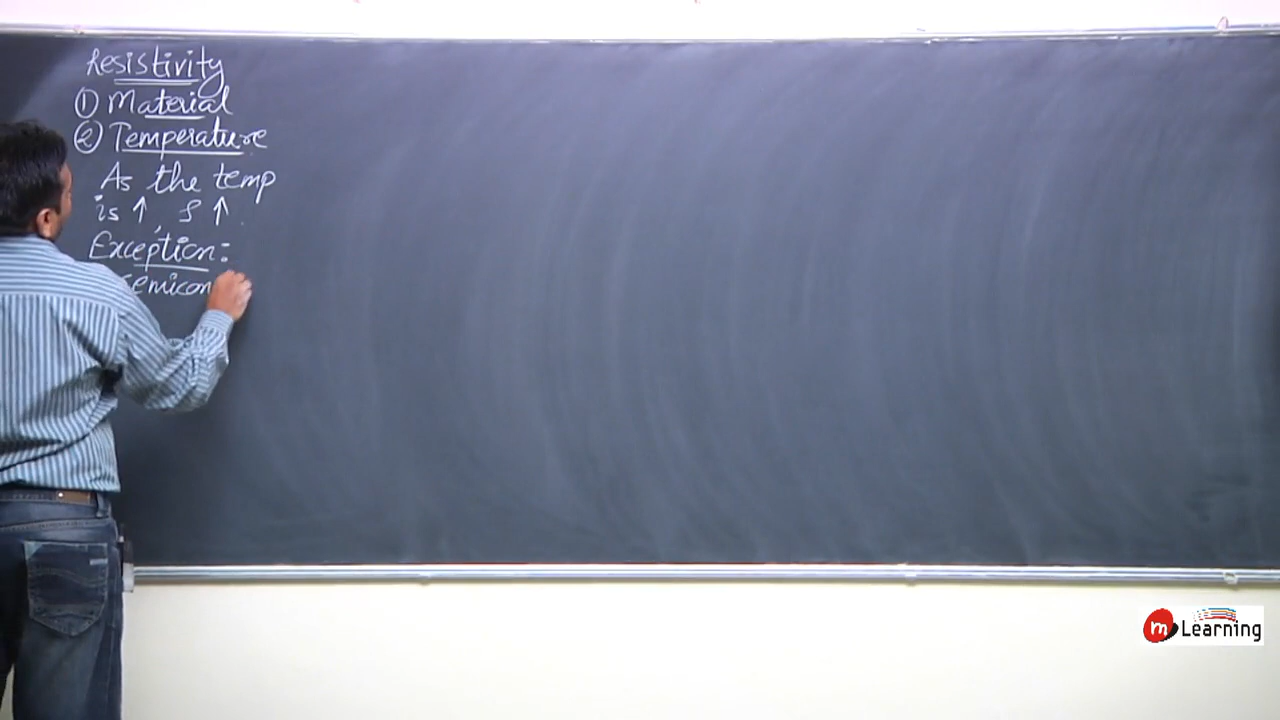 Resistivity
① Material
② Temperature
As the temp
is ↑, ρ ↑.
Exception:
Semicon
m Learning